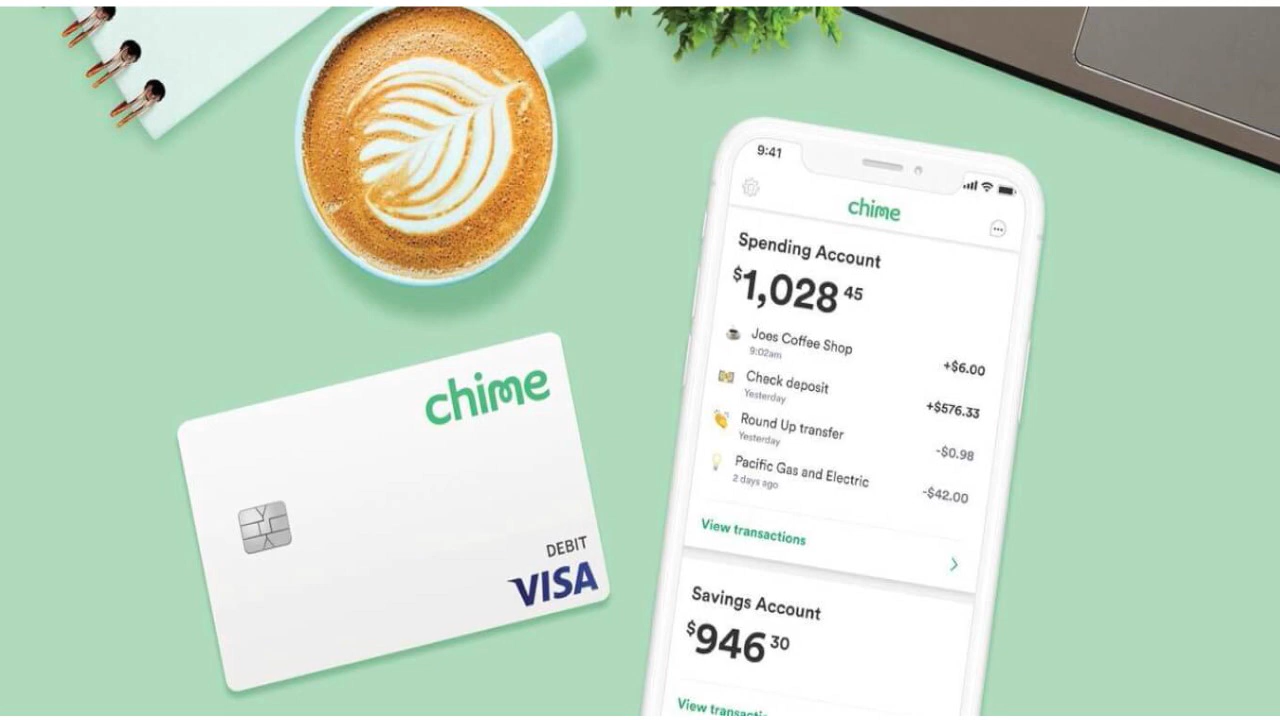 9:41
chime
Spending Account
$1,028 45
Joes Coffee Shop
9:02am
+$6.00
Check deposit
Yesterday
+$576.33
Round Up transfer
Yesterday
-$0.98
Pacific Gas and Electric
2 days ago
-$42.00
View transactions
Savings Account
$946 30
View transacti
chime
DEBIT
VISA